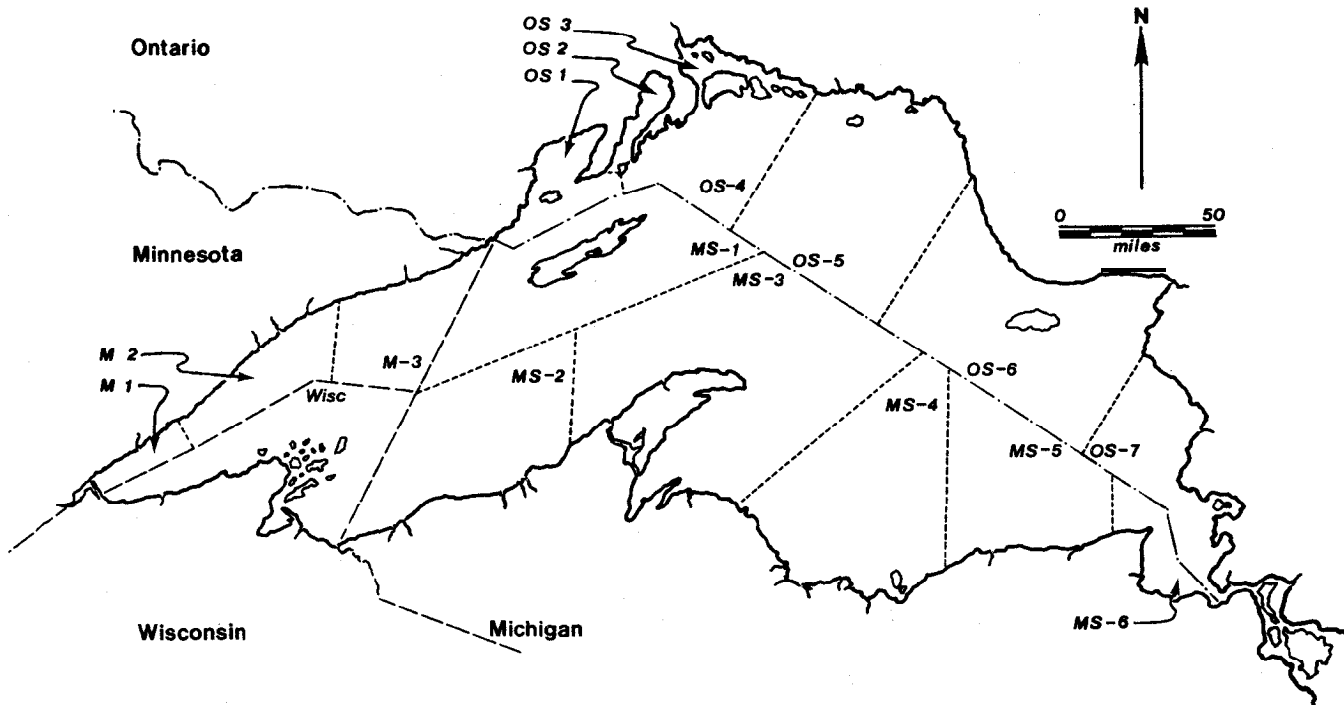 Ontario
OS 3
OS 2
OS 1
N
0 50
miles
OS-4
Minnesota
MS-1
MS-3
OS-5
M 2
M 1
M-3
Wisc
MS-2
OS-6
MS-4
MS-5
OS-7
MS-6
Wisconsin
Michigan